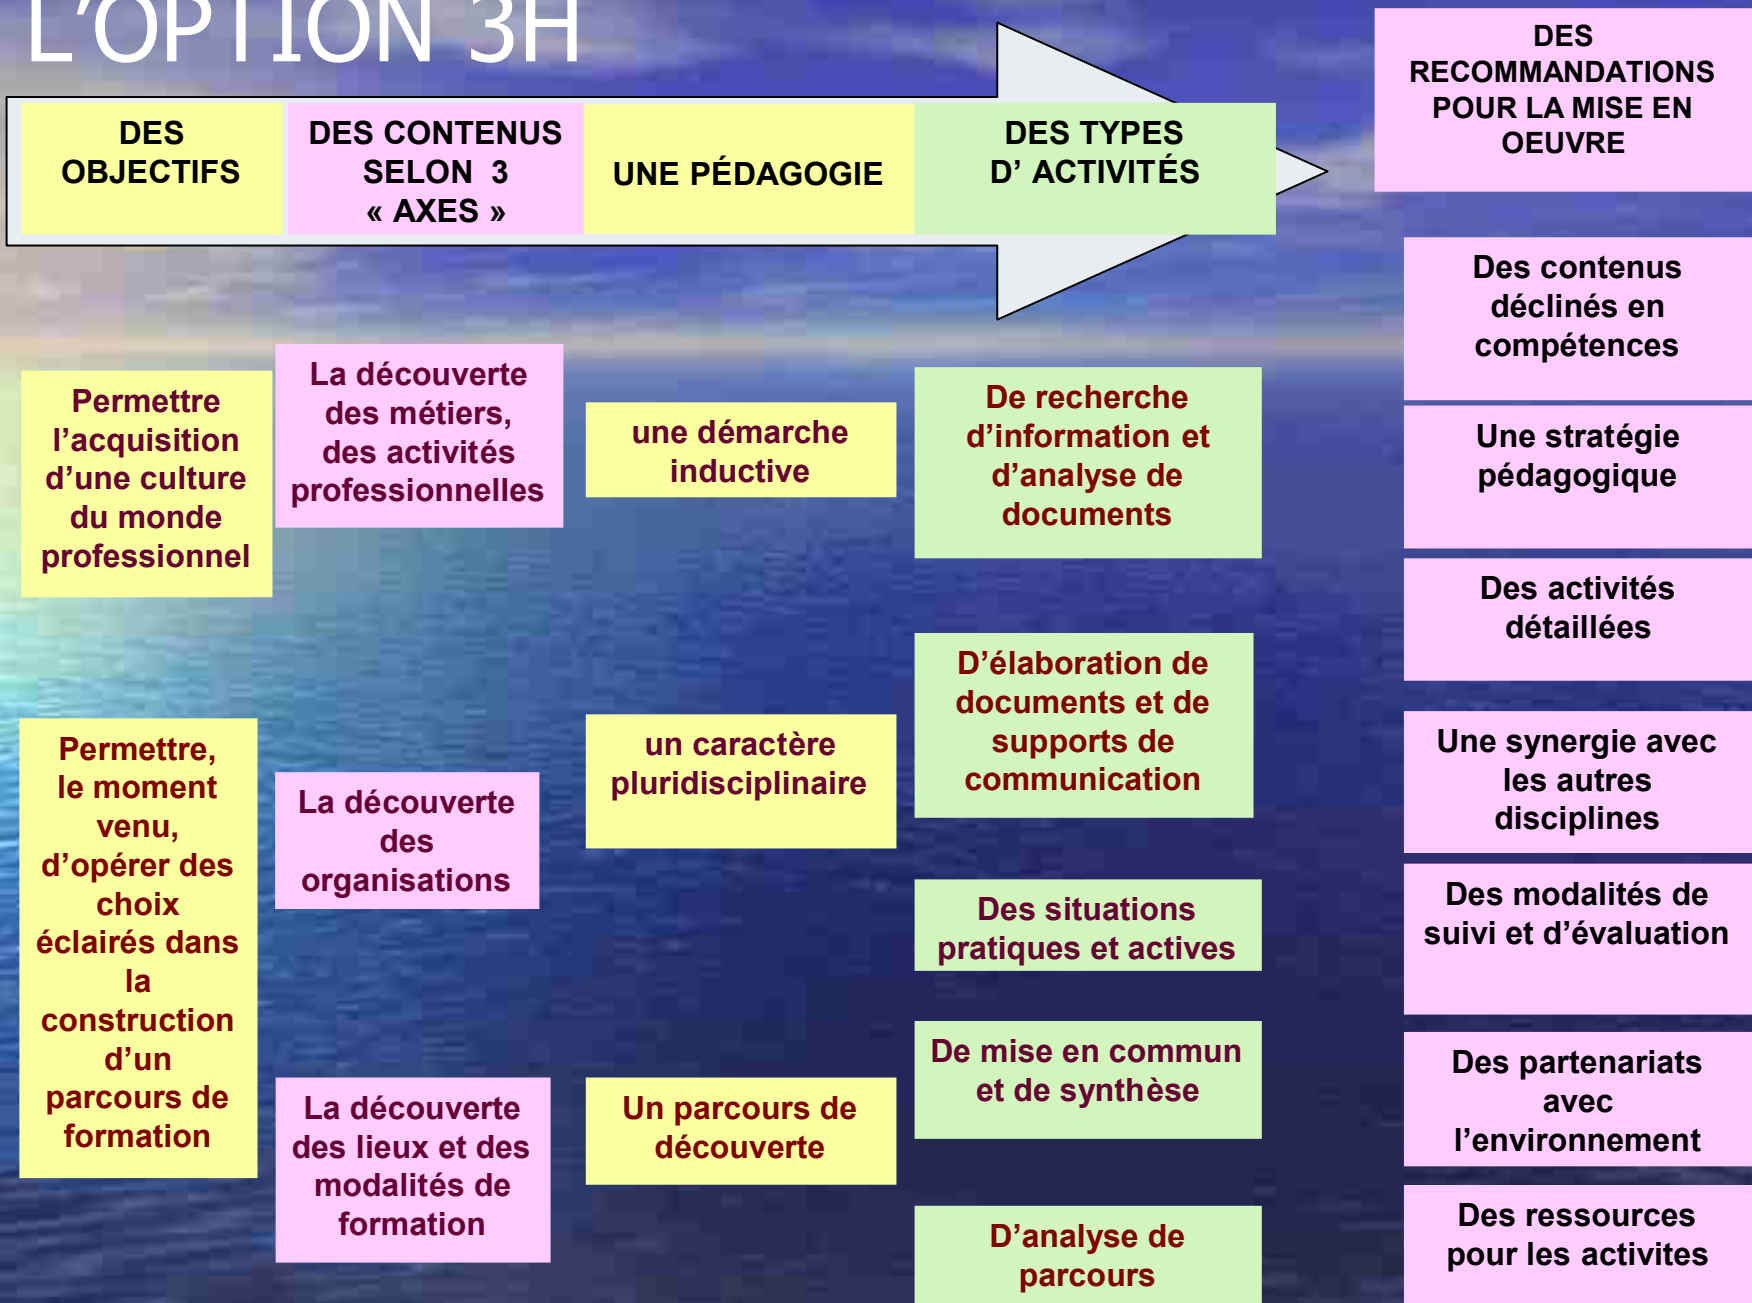 L'OPTION 3H
DES
OBJECTIFS
DES CONTENUS
SELON 3
« AXES »
UNE PÉDAGOGIE
DES TYPES
D’ ACTIVITÉS
DES
RECOMMANDATIONS
POUR LA MISE EN
OEUVRE
Permettre
l’acquisition
d’une culture
du monde
professionnel
Permettre,
le moment
venu,
d’opérer des
choix
éclairés dans
la
construction
d’un
parcours de
formation
La découverte
des métiers,
des activités
professionnelles
La découverte
des
organisations
La découverte
des lieux et des
modalités de
formation
une démarche
inductive
un caractère
pluridisciplinaire
Un parcours de
découverte
De recherche
d’information et
d’analyse de
documents
D’élaboration de
documents et de
supports de
communication
Des situations
pratiques et actives
De mise en commun
et de synthèse
D’analyse de
parcours
Des contenus
déclinés en
compétences
Une stratégie
pédagogique
Des activités
détaillées
Une synergie avec
les autres
disciplines
Des modalités de
suivi et d’évaluation
Des partenariats
avec
l’environnement
Des ressources
pour les activites